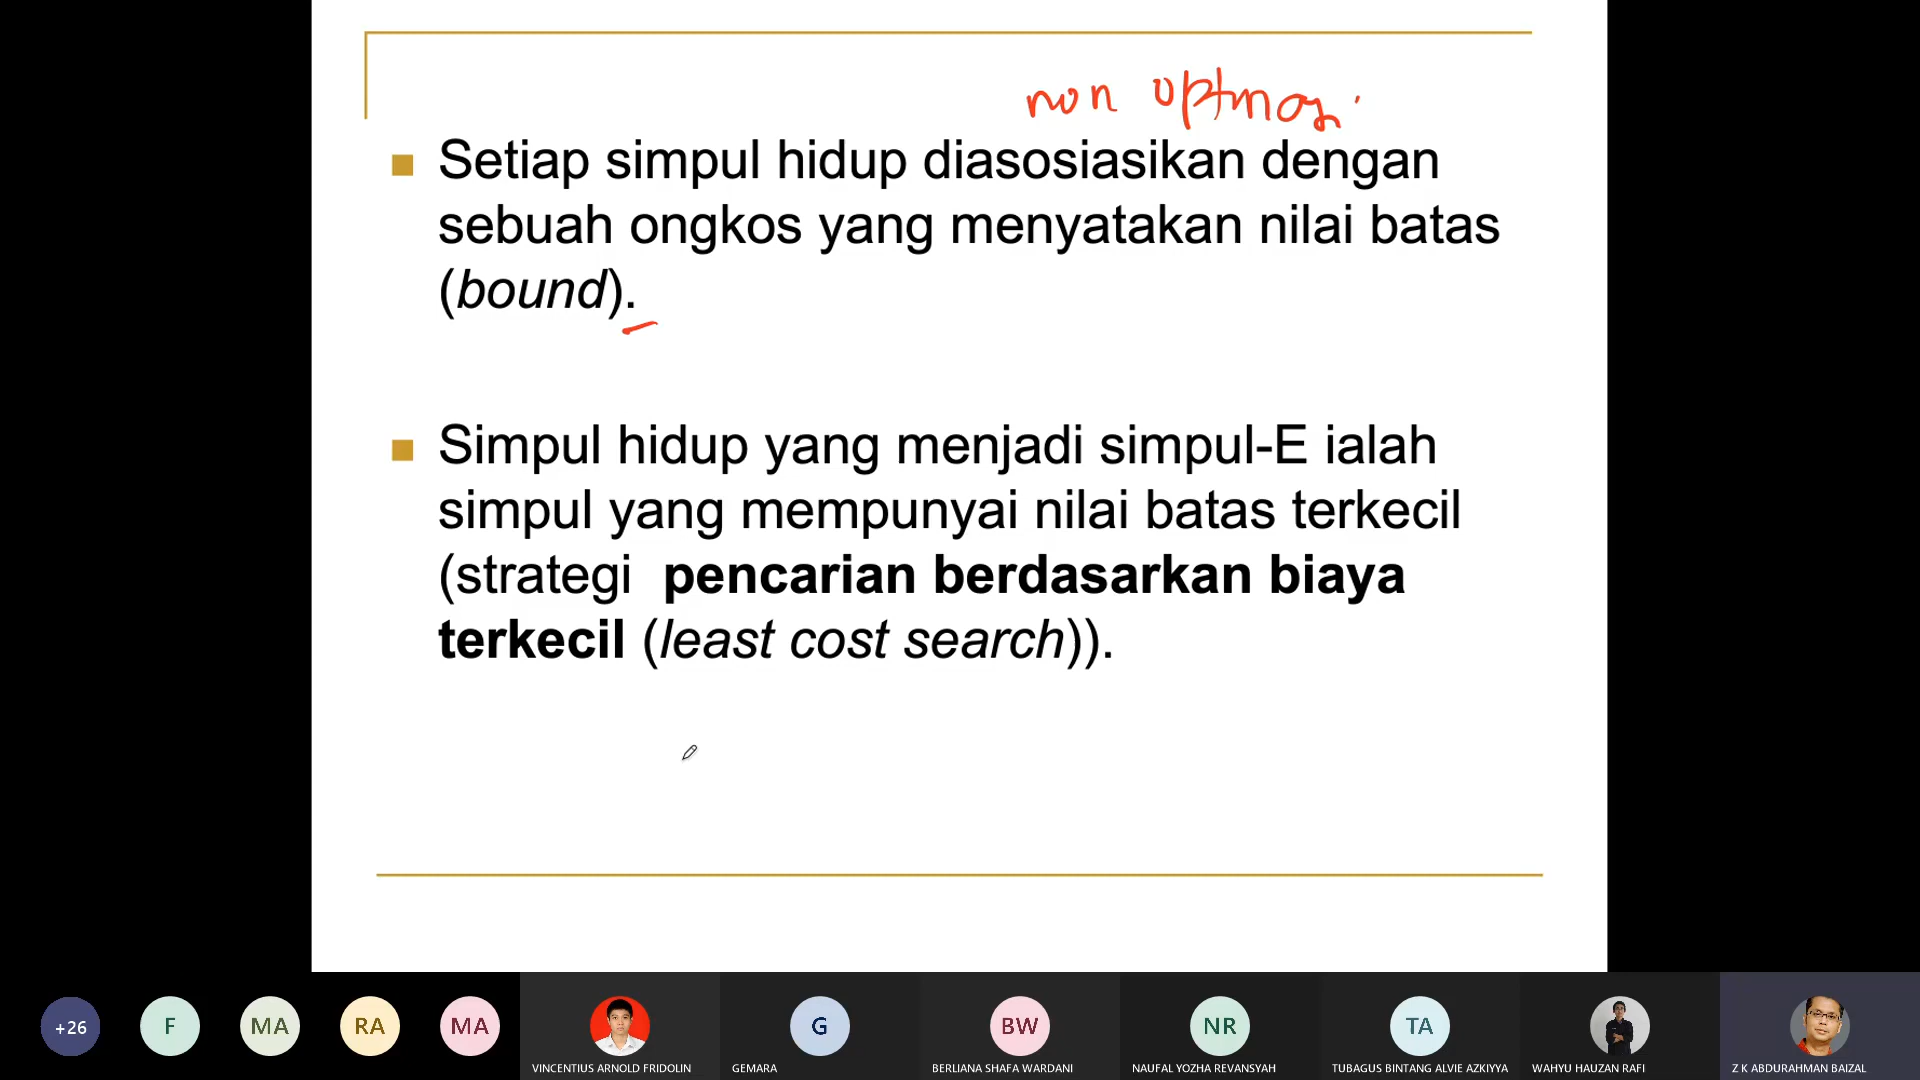 non
Setiap simpul hidup diasosiasikan dengan
sebuah ongkos yang menyatakan nilai batas
(bound).
Simpul hidup yang menjadi simpul-E ialah
simpul yang mempunyai nilai batas terkecil
(strategi pencarian berdasarkan biaya
terkecil (least cost search)).
+26
F
MA
RA
MA
G
BW
NR
TA
VINCENTIUS ARNOLD FRIDOLIN
GEMARA
BERLIANA SHAFA WARDANI
NAUFAL YOZHA REVANSYAH
TUBAGUS BINTANG ALVIE AZKIYYA
WAHYU HAUZAN RAFI
Z K ABDURAHMAN BAIZAL